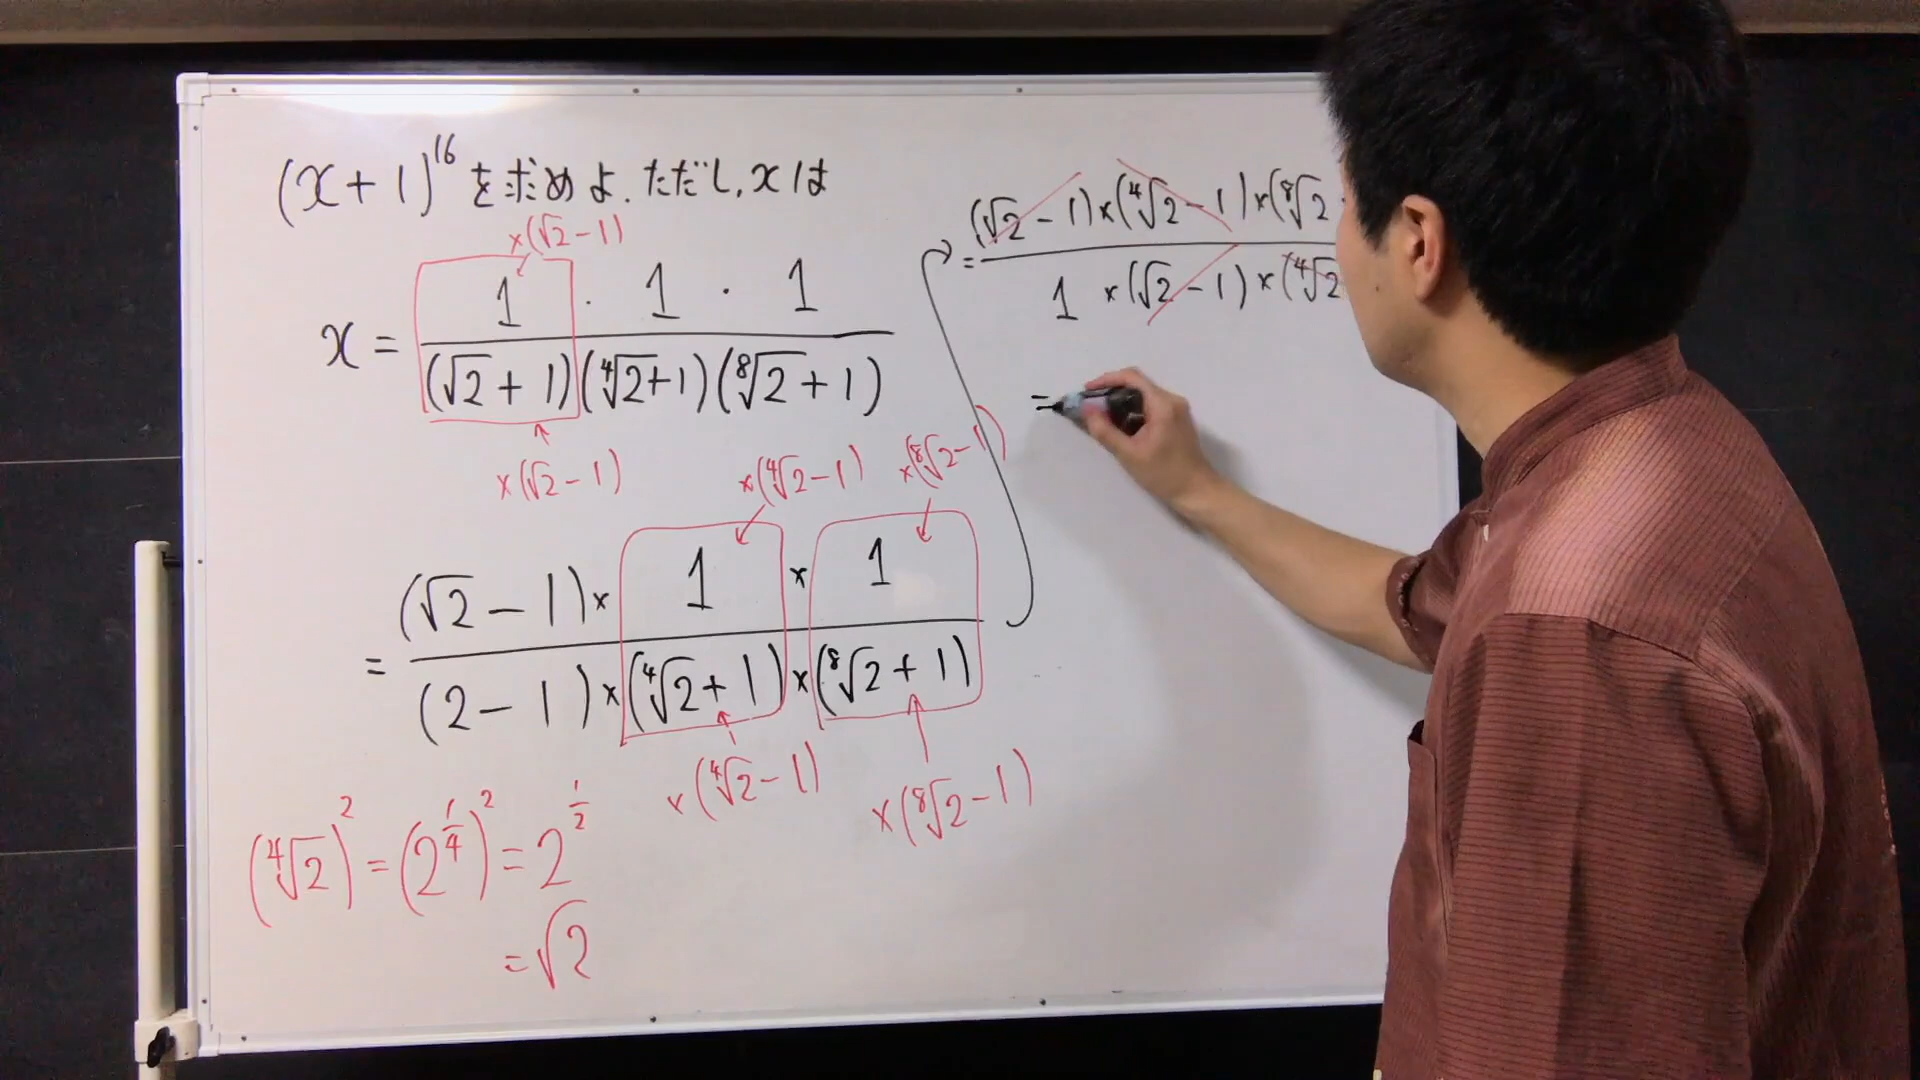 (x+1)¹⁶を求めよ.ただし,xは
×(√2-1)
x = 1 · 1 · 1 / (√2+1)(⁴√2+1)(⁸√2+1)
×(√2-1)
×(⁴√2-1) ×(⁸√2-1)
= (√2-1)× 1 × 1 / (2-1)×(⁴√2+1)×(⁸√2+1)
×(⁴√2-1)
×(⁸√2-1)
(⁴√2)² = (2^(1/4))² = 2^(1/2)
= √2
= (√2-1)×(⁴√2-1)×(⁸√2 / 1 ×(√2-1)×(⁴√2
=